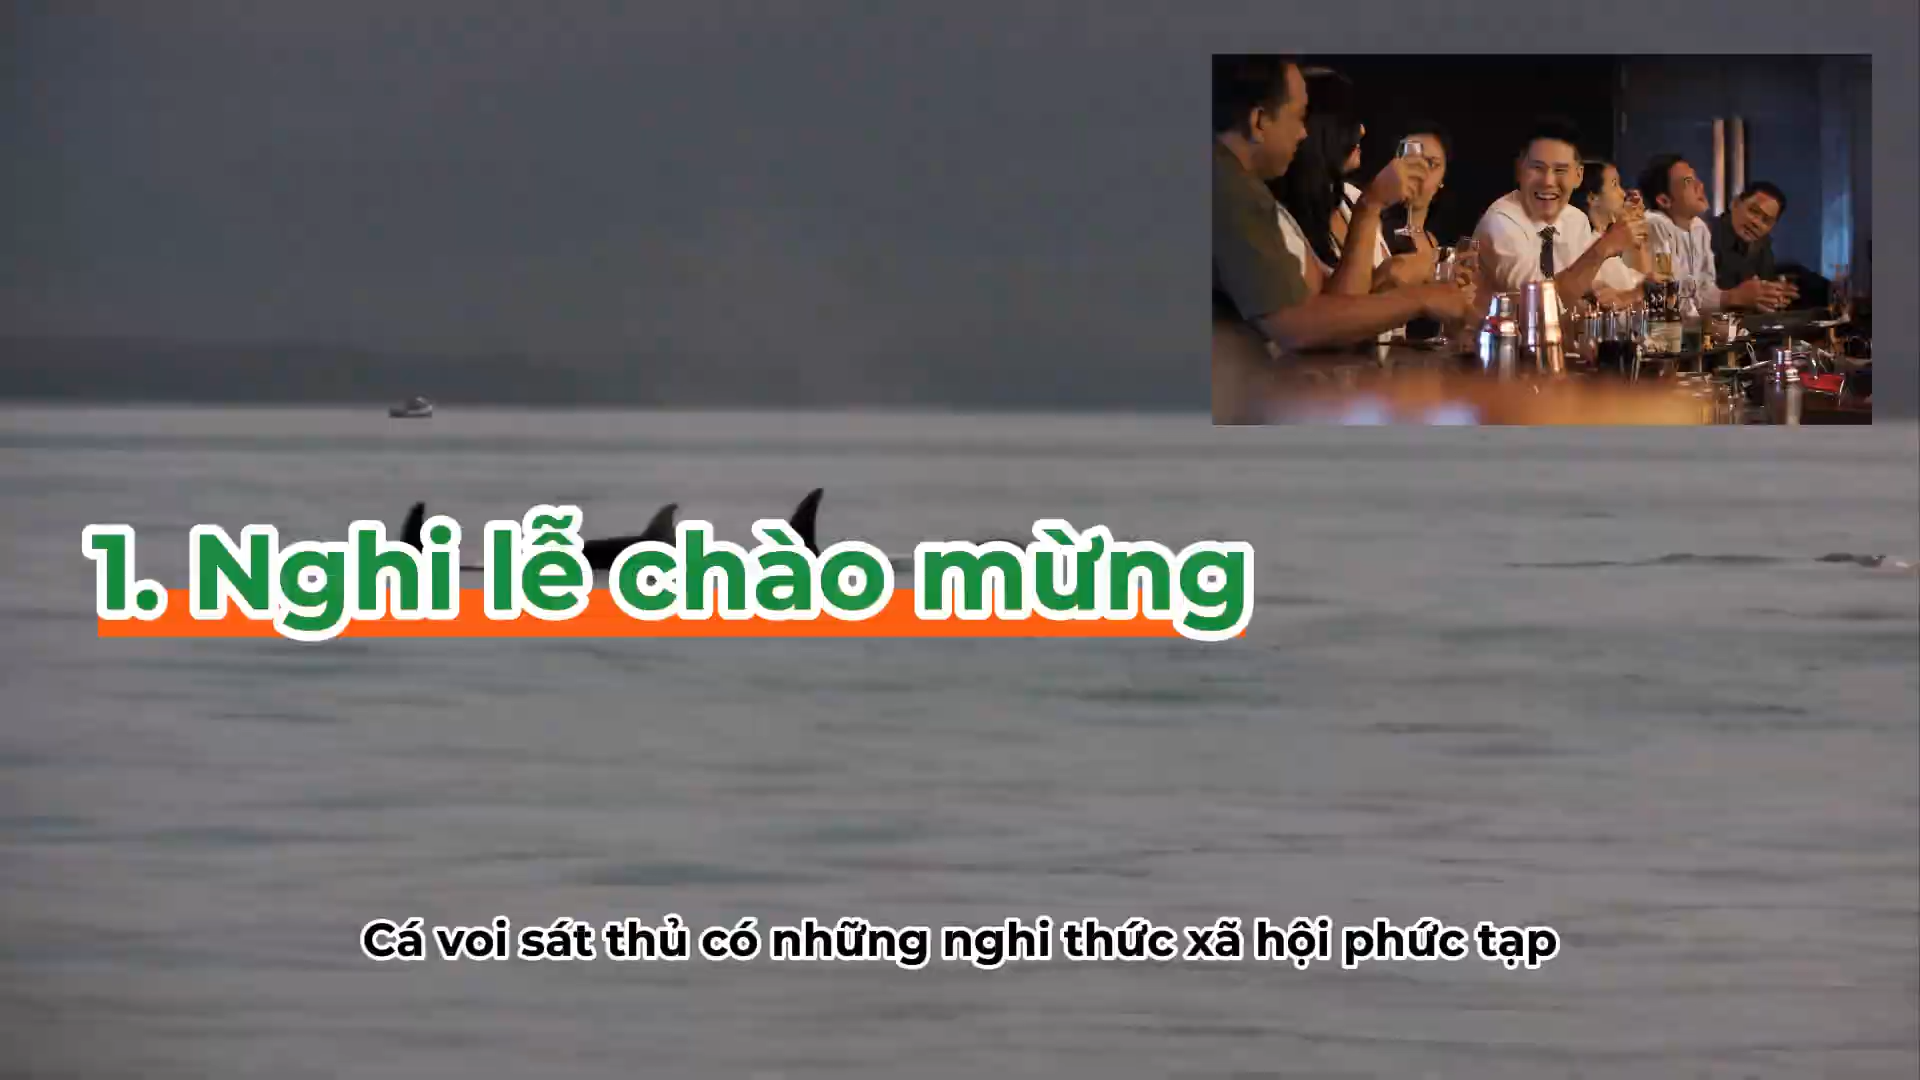 1. Nghi lễ chào mừng
Cá voi sát thủ có những nghi thức xã hội phức tạp